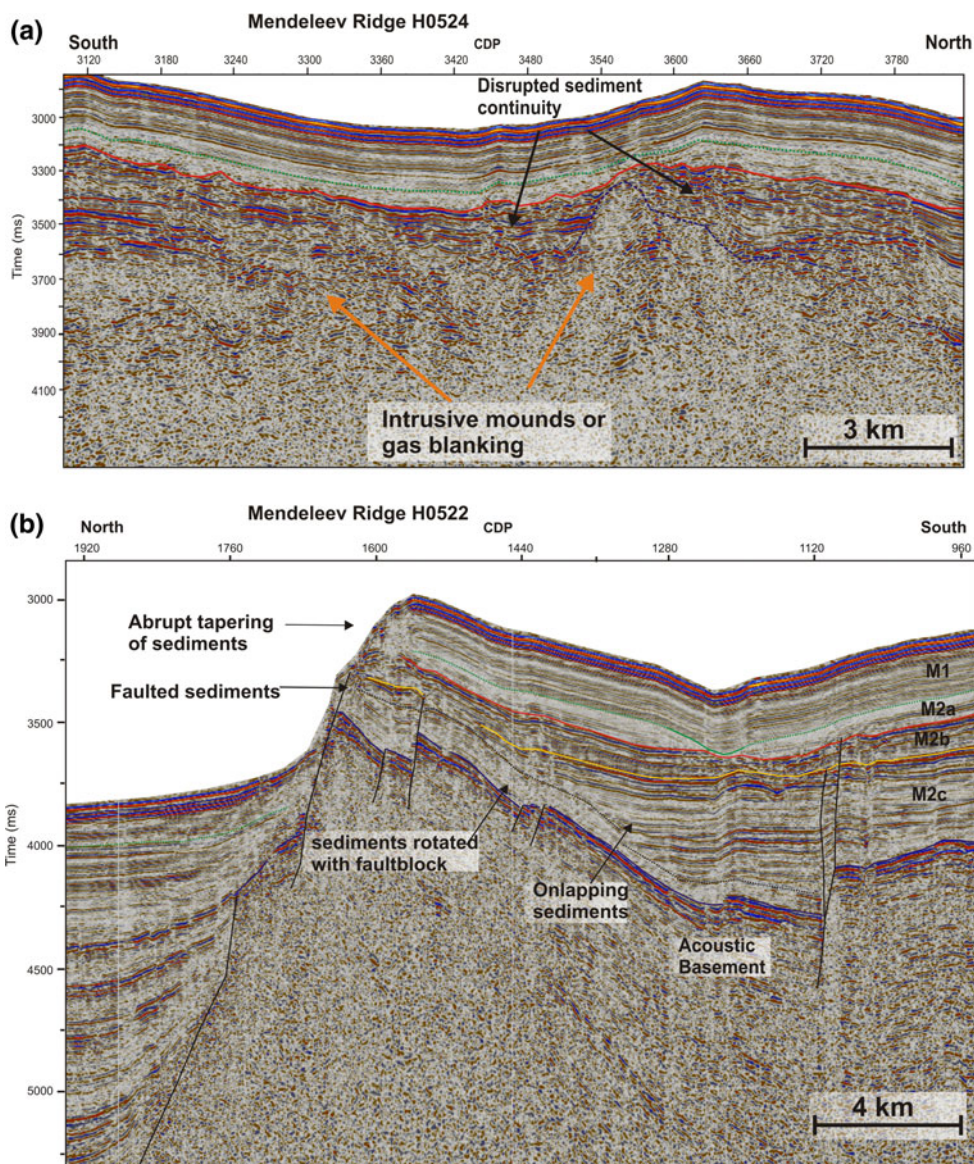 (a)
Mendeleev Ridge H0524
South
CDP
North
3120 3180 3240 3300 3360 3420 3480 3540 3600 3660 3720 3780
Disrupted sediment
continuity
3000
3300
3500
3700
3900
4100
Time (ms)
Intrusive mounds or
gas blanking
3 km
(b)
Mendeleev Ridge H0522
North
CDP
South
1920 1760 1600 1440 1280 1120 960
3000
3500
4000
4500
5000
Time (ms)
Abrupt tapering
of sediments
Faulted sediments
M1
M2a
M2b
M2c
sediments rotated
with faultblock
Onlapping
sediments
Acoustic
Basement
4 km